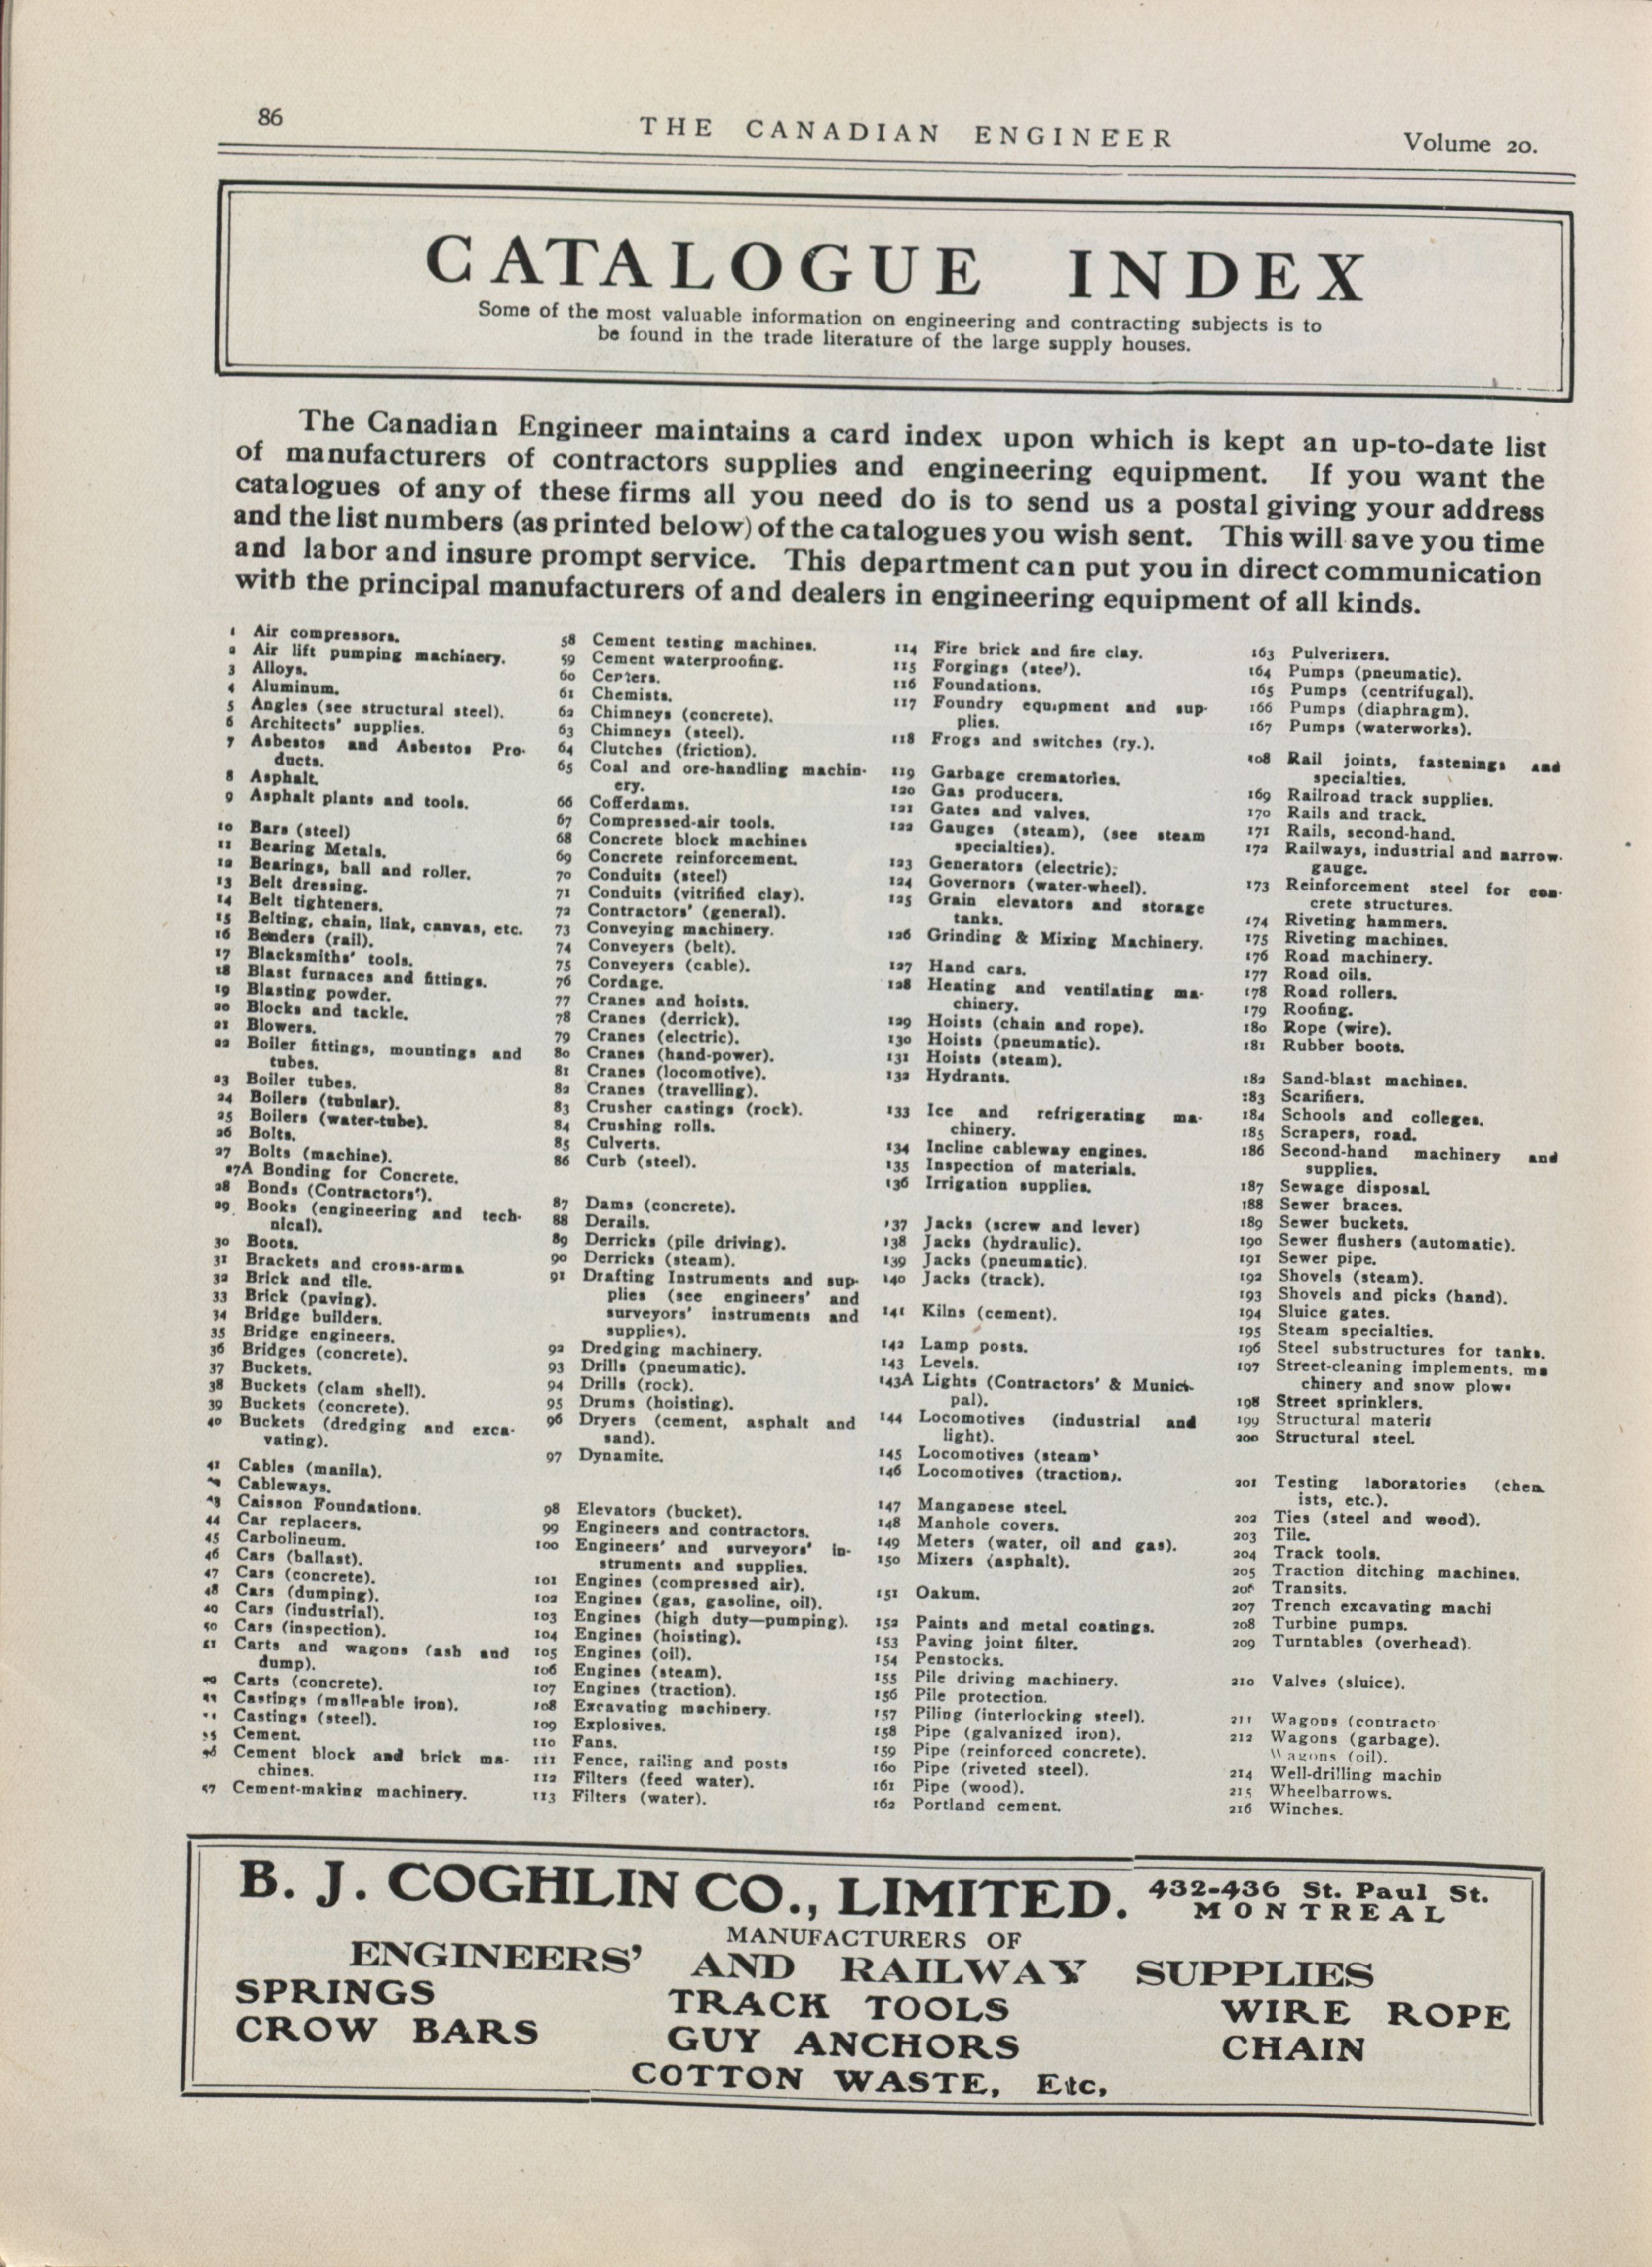 86
THE CANADIAN ENGINEER
Volume 20.
CATALOGUE INDEX
Some of the most valuable information on engineering and contracting subjects is to
be found in the trade literature of the large supply houses.
The Canadian Engineer maintains a card index upon which is kept an up-to-date list
of manufacturers of contractors supplies and engineering equipment. If you want the
catalogues of any of these firms all you need do is to send us a postal giving your address
and the list numbers (as printed below) of the catalogues you wish sent. This will save you time
and labor and insure prompt service. This department can put you in direct communication
with the principal manufacturers of and dealers in engineering equipment of all kinds.
1 Air compressors.
2 Air lift pumping machinery.
3 Alloys.
4 Aluminum.
5 Angles (see structural steel).
6 Architects' supplies.
7 Asbestos and Asbestos Pro-
ducts.
8 Asphalt.
9 Asphalt plants and tools.
10 Bars (steel)
11 Bearing Metals.
12 Bearings, ball and roller.
13 Belt dressing.
14 Belt tighteners.
15 Belting, chain, link, canvas, etc.
16 Benders (rail).
17 Blacksmiths' tools.
18 Blast furnaces and fittings.
19 Blasting powder.
20 Blocks and tackle.
21 Blowers.
22 Boiler fittings, mountings and
tubes.
23 Boiler tubes.
24 Boilers (tubular).
25 Boilers (water-tube).
26 Bolts.
27 Bolts (machine).
27A Bonding for Concrete.
28 Bonds (Contractors').
29 Books (engineering and tech-
nical).
30 Boots.
31 Brackets and cross-arms
32 Brick and tile.
33 Brick (paving).
34 Bridge builders.
35 Bridge engineers.
36 Bridges (concrete).
37 Buckets.
38 Buckets (clam shell).
39 Buckets (concrete).
40 Buckets (dredging and exca-
vating).
41 Cables (manila).
Cableways.
43 Caisson Foundations.
44 Car replacers.
45 Carbolineum.
46 Cars (ballast).
47 Cars (concrete).
48 Cars (dumping).
49 Cars (industrial).
50 Cars (inspection).
51 Carts and wagons (ash and
dump).
Carts (concrete).
Castings (malleable iron).
Castings (steel).
55 Cement.
56 Cement block and brick ma-
chines.
57 Cement-making machinery.
58 Cement testing machines.
59 Cement waterproofing.
60 Centers.
61 Chemists.
62 Chimneys (concrete).
63 Chimneys (steel).
64 Clutches (friction).
65 Coal and ore-handling machin-
ery.
66 Cofferdams.
67 Compressed-air tools.
68 Concrete block machines
69 Concrete reinforcement.
70 Conduits (steel)
71 Conduits (vitrified clay).
72 Contractors' (general).
73 Conveying machinery.
74 Conveyers (belt).
75 Conveyers (cable).
76 Cordage.
77 Cranes and hoists.
78 Cranes (derrick).
79 Cranes (electric).
80 Cranes (hand-power).
81 Cranes (locomotive).
82 Cranes (travelling).
83 Crusher castings (rock).
84 Crushing rolls.
85 Culverts.
86 Curb (steel).
87 Dams (concrete).
88 Derails.
89 Derricks (pile driving).
90 Derricks (steam).
91 Drafting Instruments and sup-
plies (see engineers' and
surveyors' instruments and
supplies).
92 Dredging machinery.
93 Drills (pneumatic).
94 Drills (rock).
95 Drums (hoisting).
96 Dryers (cement, asphalt and
sand).
97 Dynamite.
98 Elevators (bucket).
99 Engineers and contractors.
100 Engineers' and surveyors' in-
struments and supplies.
101 Engines (compressed air).
102 Engines (gas, gasoline, oil).
103 Engines (high duty—pumping).
104 Engines (hoisting).
105 Engines (oil).
106 Engines (steam).
107 Engines (traction).
108 Excavating machinery.
109 Explosives.
110 Fans.
111 Fence, railing and posts
112 Filters (feed water).
113 Filters (water).
114 Fire brick and fire clay.
115 Forgings (steel).
116 Foundations.
117 Foundry equipment and sup-
plies.
118 Frogs and switches (ry.).
119 Garbage crematories.
120 Gas producers.
121 Gates and valves.
122 Gauges (steam), (see steam
specialties).
123 Generators (electric).
124 Governors (water-wheel).
125 Grain elevators and storage
tanks.
126 Grinding & Mixing Machinery.
127 Hand cars.
128 Heating and ventilating ma-
chinery.
129 Hoists (chain and rope).
130 Hoists (pneumatic).
131 Hoists (steam).
132 Hydrants.
133 Ice and refrigerating ma-
chinery.
134 Incline cableway engines.
135 Inspection of materials.
136 Irrigation supplies.
137 Jacks (screw and lever)
138 Jacks (hydraulic).
139 Jacks (pneumatic).
140 Jacks (track).
141 Kilns (cement).
142 Lamp posts.
143 Levels.
143A Lights (Contractors' & Munici-
pal).
144 Locomotives (industrial and
light).
145 Locomotives (steam)
146 Locomotives (traction).
147 Manganese steel.
148 Manhole covers.
149 Meters (water, oil and gas).
150 Mixers (asphalt).
151 Oakum.
152 Paints and metal coatings.
153 Paving joint filter.
154 Penstocks.
155 Pile driving machinery.
156 Pile protection.
157 Piling (interlocking steel).
158 Pipe (galvanized iron).
159 Pipe (reinforced concrete).
160 Pipe (riveted steel).
161 Pipe (wood).
162 Portland cement.
163 Pulverizers.
164 Pumps (pneumatic).
165 Pumps (centrifugal).
166 Pumps (diaphragm).
167 Pumps (waterworks).
168 Rail joints, fastenings and
specialties.
169 Railroad track supplies.
170 Rails and track.
171 Rails, second-hand.
172 Railways, industrial and narrow-
gauge.
173 Reinforcement steel for con-
crete structures.
174 Riveting hammers.
175 Riveting machines.
176 Road machinery.
177 Road oils.
178 Road rollers.
179 Roofing.
180 Rope (wire).
181 Rubber boots.
182 Sand-blast machines.
183 Scarifiers.
184 Schools and colleges.
185 Scrapers, road.
186 Second-hand machinery and
supplies.
187 Sewage disposal.
188 Sewer braces.
189 Sewer buckets.
190 Sewer flushers (automatic).
191 Sewer pipe.
192 Shovels (steam).
193 Shovels and picks (hand).
194 Sluice gates.
195 Steam specialties.
196 Steel substructures for tanks.
197 Street-cleaning implements, ma
chinery and snow plows
198 Street sprinklers.
199 Structural materi
200 Structural steel.
201 Testing laboratories (chem
ists, etc.).
202 Ties (steel and wood).
203 Tile.
204 Track tools.
205 Traction ditching machines.
206 Transits.
207 Trench excavating machi
208 Turbine pumps.
209 Turntables (overhead).
210 Valves (sluice).
211 Wagons (contracto
212 Wagons (garbage).
Wagons (oil).
214 Well-drilling machin
215 Wheelbarrows.
216 Winches.
B. J. COGHLIN CO., LIMITED. 432-436 St. Paul St.
MONTREAL
MANUFACTURERS OF
ENGINEERS' AND RAILWAY SUPPLIES
SPRINGS TRACK TOOLS WIRE ROPE
CROW BARS GUY ANCHORS CHAIN
COTTON WASTE, Etc,